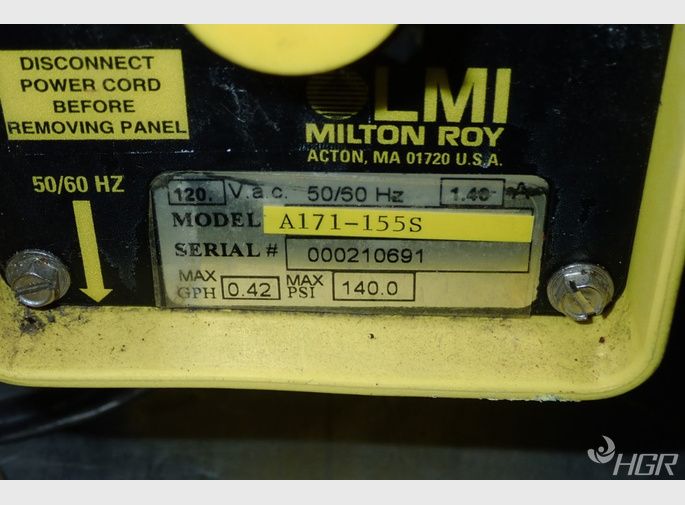 DISCONNECT
POWER CORD
BEFORE
REMOVING PANEL
LMI
MILTON ROY
ACTON, MA 01720 U.S.A.
50/60 HZ
120. V.a.c. 50/60 Hz 1.40 A
MODEL A171-155S
SERIAL # 000210691
MAX GPH 0.42 MAX PSI 140.0
HGR